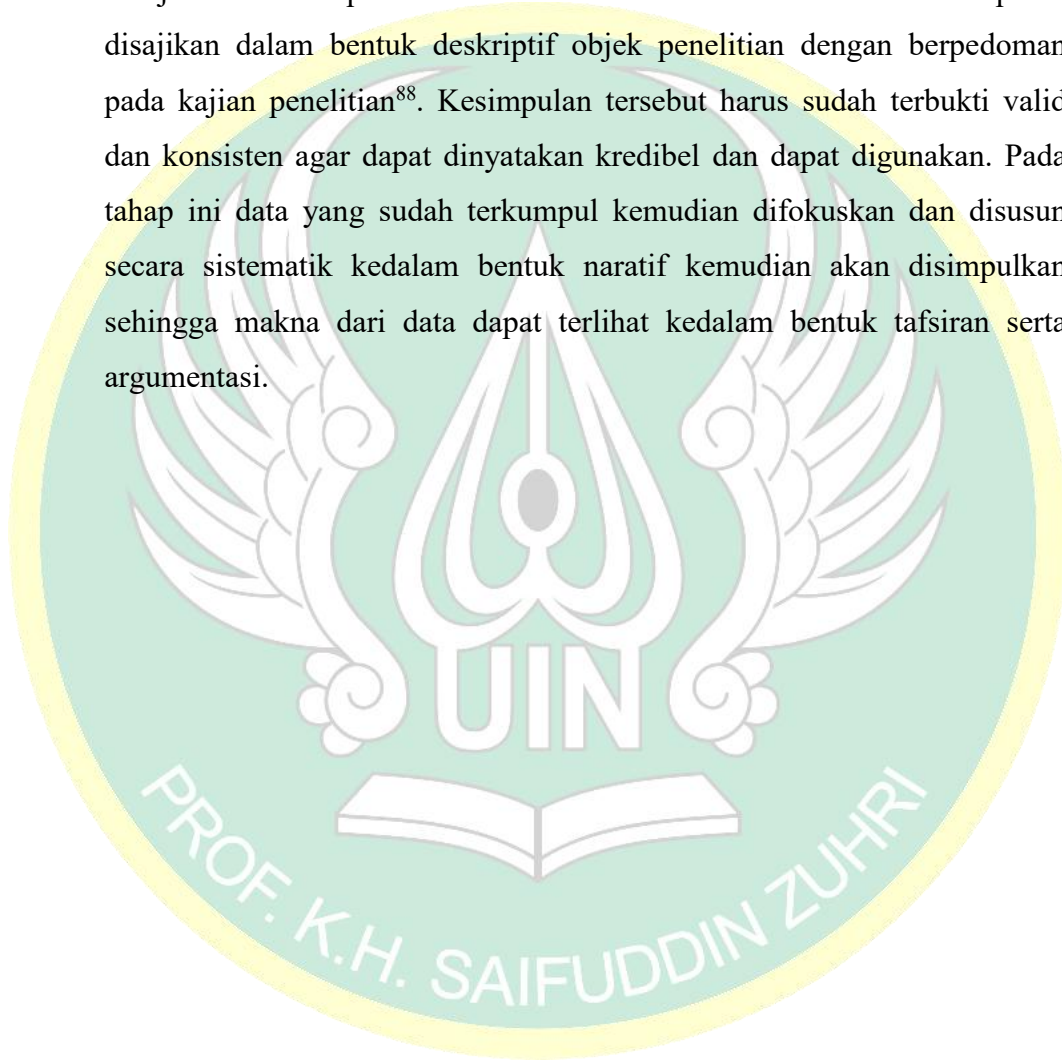 disajikan dalam bentuk deskriptif objek penelitian dengan berpedoman
pada kajian penelitian⁸⁸. Kesimpulan tersebut harus sudah terbukti valid
dan konsisten agar dapat dinyatakan kredibel dan dapat digunakan. Pada
tahap ini data yang sudah terkumpul kemudian difokuskan dan disusun
secara sistematik kedalam bentuk naratif kemudian akan disimpulkan
sehingga makna dari data dapat terlihat kedalam bentuk tafsiran serta
argumentasi.
UIN
PROF. K.H. SAIFUDDIN ZUHRI